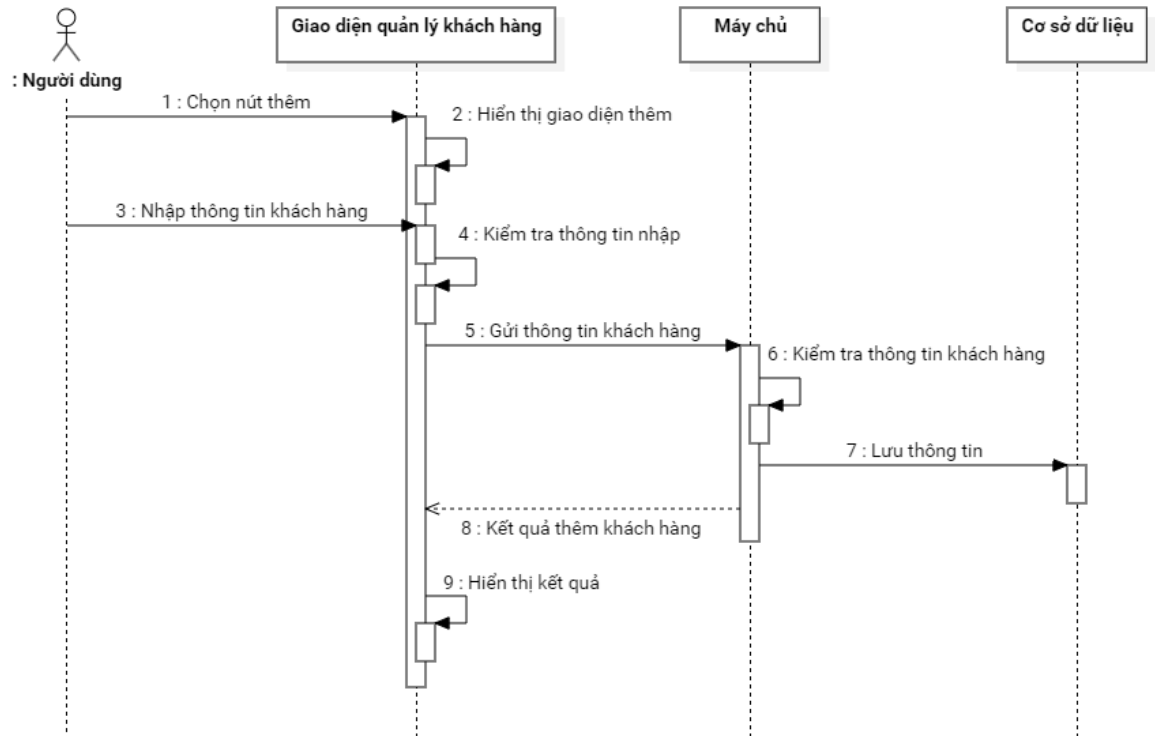 Giao diện quản lý khách hàng
Máy chủ
Cơ sở dữ liệu
: Người dùng
1 : Chọn nút thêm
2 : Hiển thị giao diện thêm
3 : Nhập thông tin khách hàng
4 : Kiểm tra thông tin nhập
5 : Gửi thông tin khách hàng
6 : Kiểm tra thông tin khách hàng
7 : Lưu thông tin
8 : Kết quả thêm khách hàng
9 : Hiển thị kết quả